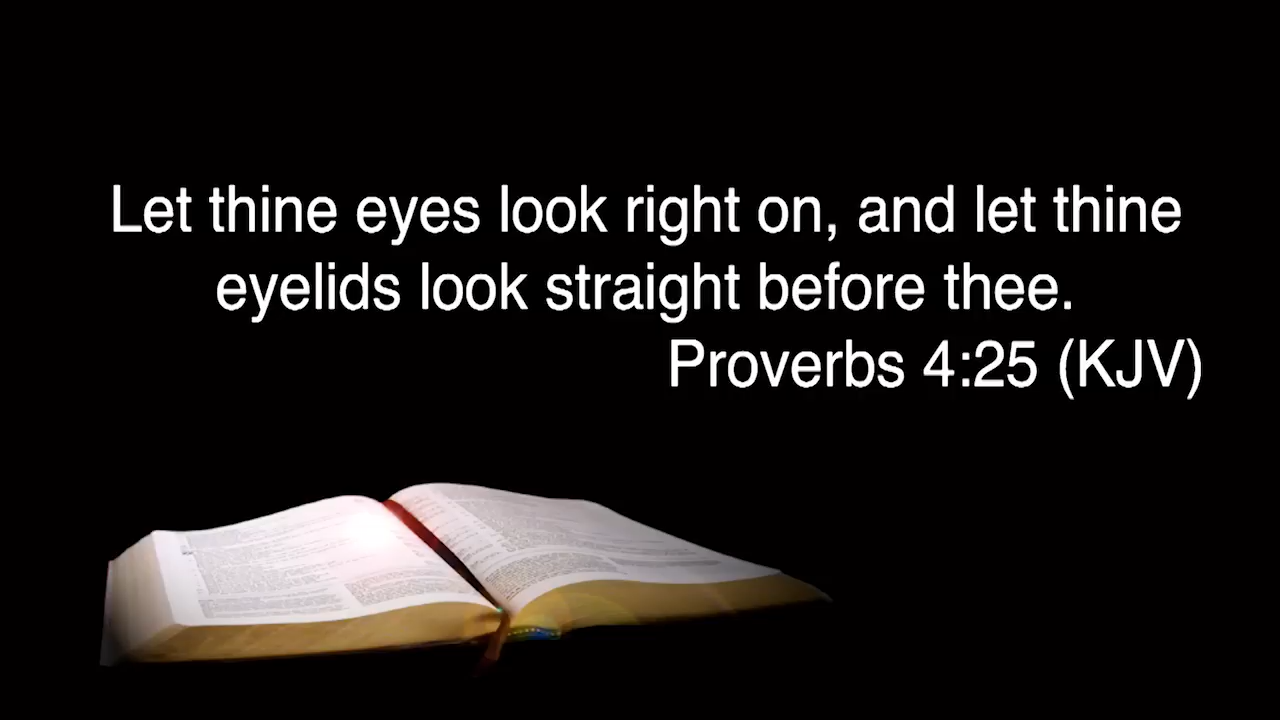 Let thine eyes look right on, and let thine
eyelids look straight before thee.
Proverbs 4:25 (KJV)